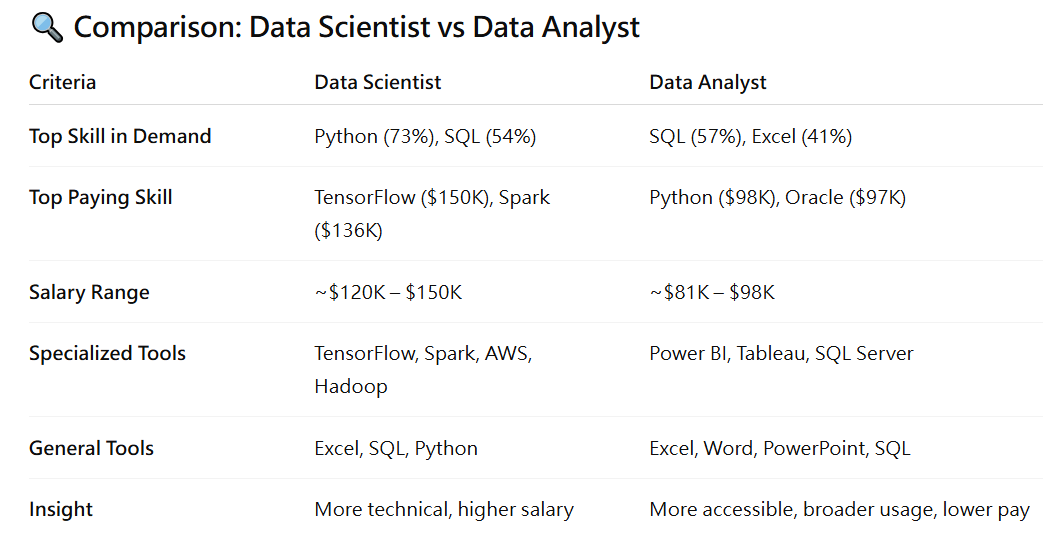 🔍 Comparison: Data Scientist vs Data Analyst
Criteria Data Scientist Data Analyst
Top Skill in Demand Python (73%), SQL (54%) SQL (57%), Excel (41%)
Top Paying Skill TensorFlow ($150K), Spark ($136K) Python ($98K), Oracle ($97K)
Salary Range ~$120K – $150K ~$81K – $98K
Specialized Tools TensorFlow, Spark, AWS, Hadoop Power BI, Tableau, SQL Server
General Tools Excel, SQL, Python Excel, Word, PowerPoint, SQL
Insight More technical, higher salary More accessible, broader usage, lower pay